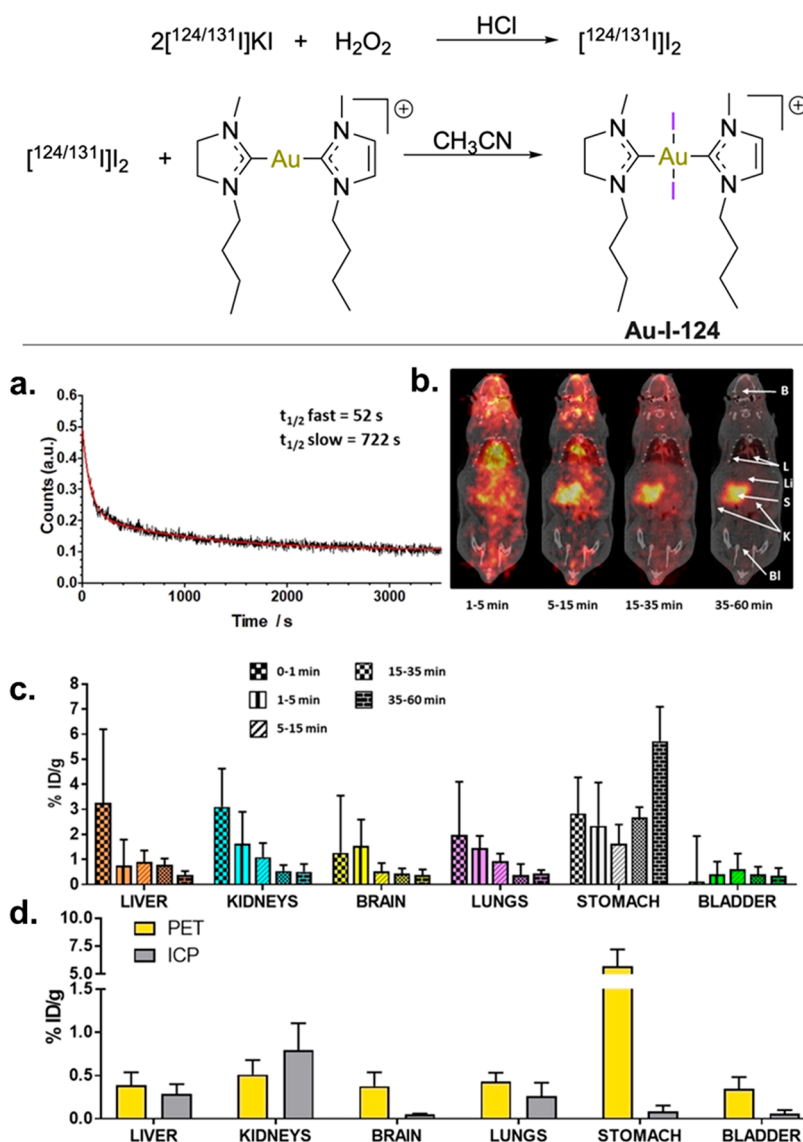 2[124/131I]KI + H2O2 HCl [124/131I]I2
[124/131I]I2 + N N Au N N ⊕ CH3CN N N I Au I N N ⊕
Au-I-124
a.
0.6
0.5
0.4
0.3
0.2
0.1
0.0
Counts (a.u.)
t1/2 fast = 52 s
t1/2 slow = 722 s
0 1000 2000 3000
Time / s
b.
B
L
Li
S
K
Bl
1-5 min 5-15 min 15-35 min 35-60 min
c.
0-1 min 15-35 min
1-5 min 35-60 min
5-15 min
8
7
6
5
4
3
2
1
0
% ID/g
LIVER KIDNEYS BRAIN LUNGS STOMACH BLADDER
d.
PET
ICP
10.0
7.5
5.0
1.5
1.0
0.5
0.0
% ID/g
LIVER KIDNEYS BRAIN LUNGS STOMACH BLADDER